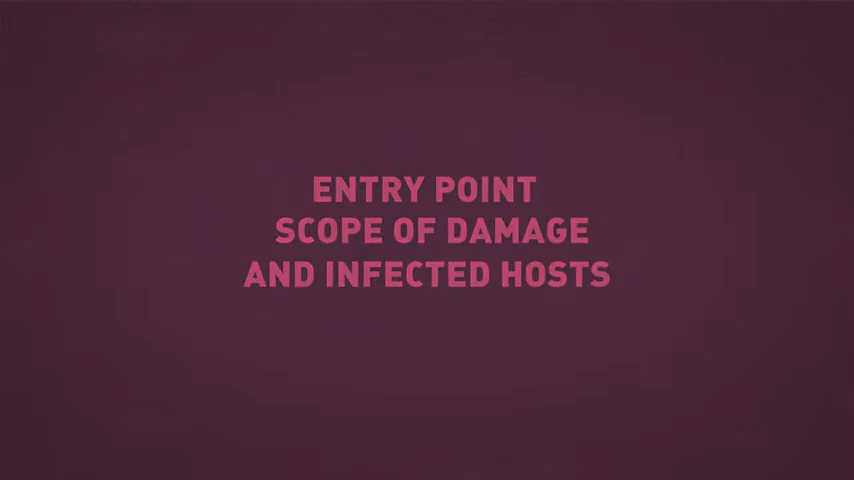 ENTRY POINT
SCOPE OF DAMAGE
AND INFECTED HOSTS